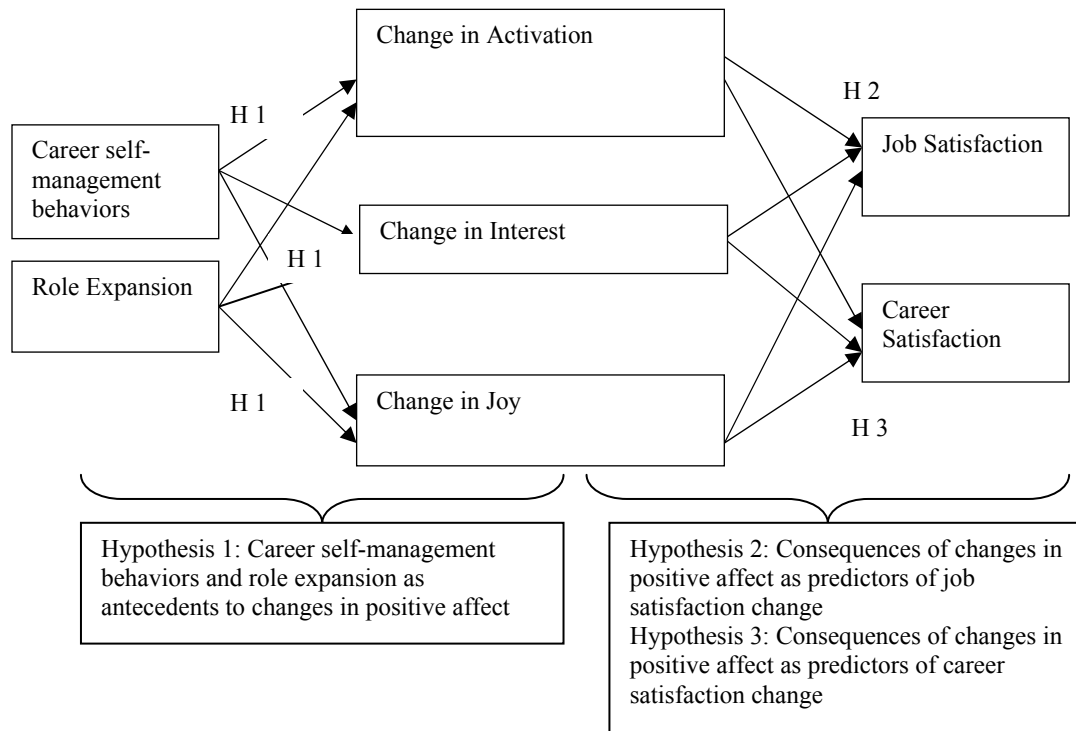 Change in Activation
H 1
H 2
Career self-
management
behaviors
Job Satisfaction
Change in Interest
H 1
Role Expansion
Career
Satisfaction
Change in Joy
H 1
H 3
Hypothesis 1: Career self-management
behaviors and role expansion as
antecedents to changes in positive affect
Hypothesis 2: Consequences of changes in
positive affect as predictors of job
satisfaction change
Hypothesis 3: Consequences of changes in
positive affect as predictors of career
satisfaction change